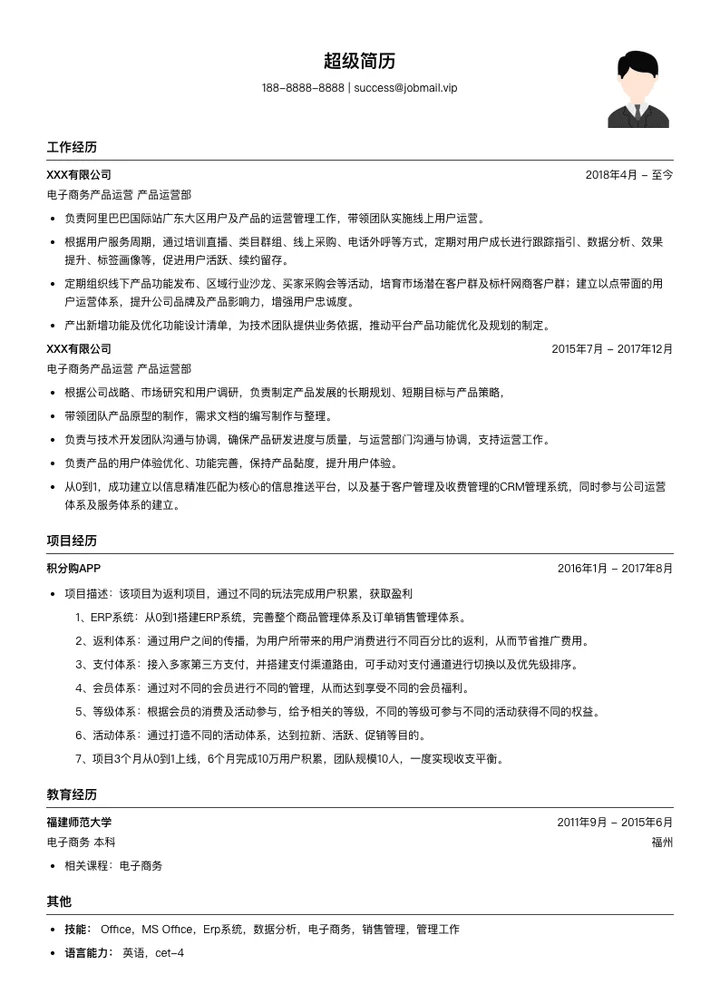 超级简历
188-8888-8888 | success@jobmail.vip
工作经历
XXX有限公司 2018年4月 – 至今
电子商务产品运营 产品运营部
• 负责阿里巴巴国际站广东大区用户及产品的运营管理工作，带领团队实施线上用户运营。
• 根据用户服务周期，通过培训直播、类目群组、线上采购、电话外呼等方式，定期对用户成长进行跟踪指引、数据分析、效果
提升、标签画像等，促进用户活跃、续约留存。
• 定期组织线下产品功能发布、区域行业沙龙、买家采购会等活动，培育市场潜在客户群及标杆网商客户群；建立以点带面的用
户运营体系，提升公司品牌及产品影响力，增强用户忠诚度。
• 产出新增功能及优化功能设计清单，为技术团队提供业务依据，推动平台产品功能优化及规划的制定。
XXX有限公司 2015年7月 – 2017年12月
电子商务产品运营 产品运营部
• 根据公司战略、市场研究和用户调研，负责制定产品发展的长期规划、短期目标与产品策略，
• 带领团队产品原型的制作，需求文档的编写制作与整理。
• 负责与技术开发团队沟通与协调，确保产品研发进度与质量，与运营部门沟通与协调，支持运营工作。
• 负责产品的用户体验优化、功能完善，保持产品黏度，提升用户体验。
• 从0到1，成功建立以信息精准匹配为核心的信息推送平台，以及基于客户管理及收费管理的CRM管理系统，同时参与公司运营
体系及服务体系的建立。
项目经历
积分购APP 2016年1月 – 2017年8月
• 项目描述：该项目为返利项目，通过不同的玩法完成用户积累，获取盈利
1、ERP系统：从0到1搭建ERP系统，完善整个商品管理体系及订单销售管理体系。
2、返利体系：通过用户之间的传播，为用户所带来的用户消费进行不同百分比的返利，从而节省推广费用。
3、支付体系：接入多家第三方支付，并搭建支付渠道路由，可手动对支付通道进行切换以及优先级排序。
4、会员体系：通过对不同的会员进行不同的管理，从而达到享受不同的会员福利。
5、等级体系：根据会员的消费及活动参与，给予相关的等级，不同的等级可参与不同的活动获得不同的权益。
6、活动体系：通过打造不同的活动体系，达到拉新、活跃、促销等目的。
7、项目3个月从0到1上线，6个月完成10万用户积累，团队规模10人，一度实现收支平衡。
教育经历
福建师范大学 2011年9月 – 2015年6月
电子商务 本科 福州
• 相关课程：电子商务
其他
• 技能： Office，MS Office，Erp系统，数据分析，电子商务，销售管理，管理工作
• 语言能力： 英语，cet-4